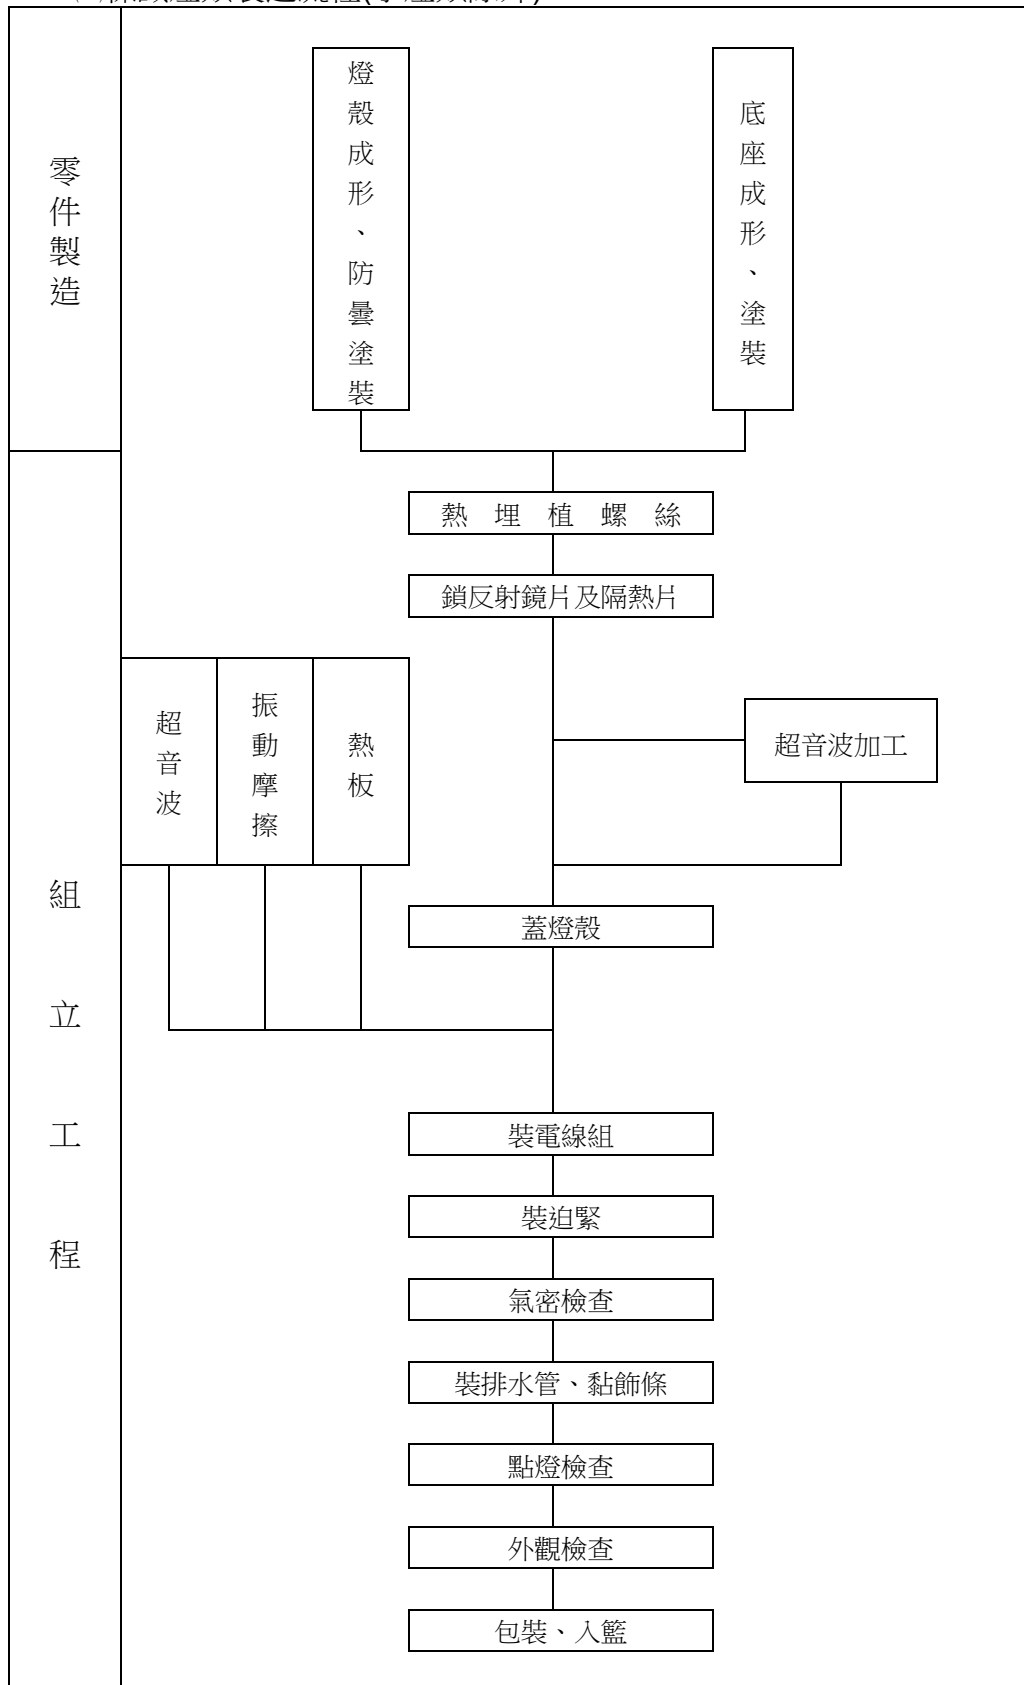 零件製造
燈殼成形、防曇塗裝
底座成形、塗裝
熱埋植螺絲
鎖反射鏡片及隔熱片
超音波
振動摩擦
熱板
超音波加工
組立工程
蓋燈殼
裝電線組
裝迫緊
氣密檢查
裝排水管、黏飾條
點燈檢查
外觀檢查
包裝、入籃